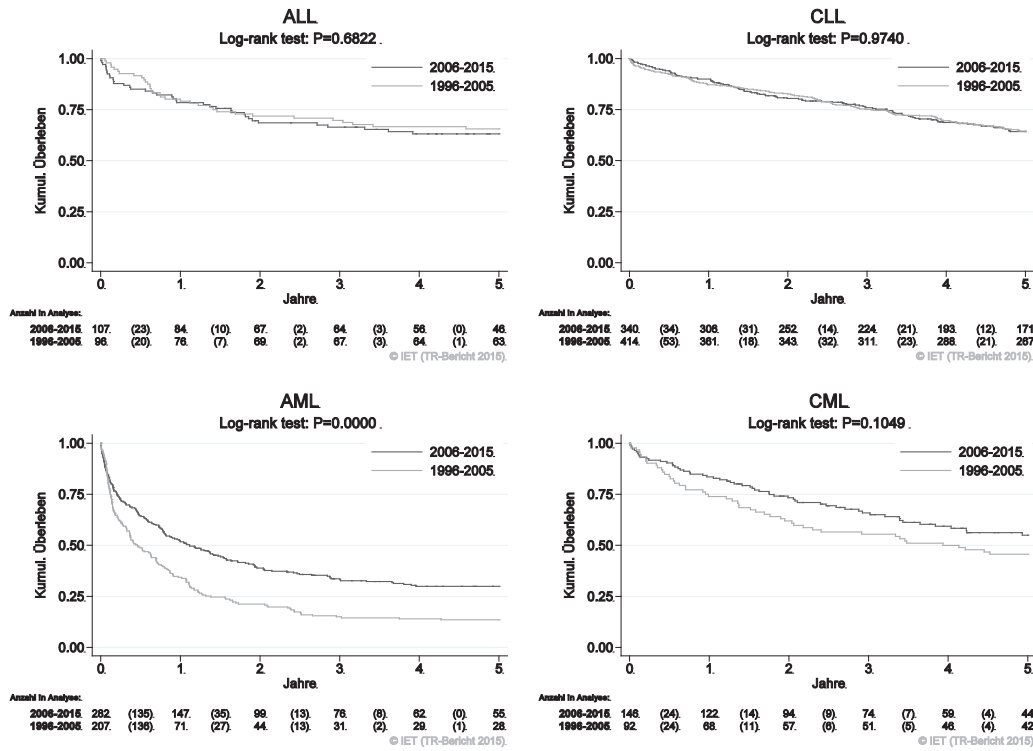 ALL
Log-rank test: P=0.6822 .
1.00
0.75
0.50
0.25
0.00
Kumul. Überleben
2006-2015.
1996-2005.
0. 1. 2. 3. 4. 5.
Jahre.
Anzahl in Analyse:.
2006-2015. 107. (23). 84. (10). 67. (2). 64. (3). 56. (0). 46.
1996-2005. 96. (20). 76. (7). 69. (2). 67. (3). 64. (1). 63.
© IET (TR-Bericht 2015).
CLL
Log-rank test: P=0.9740 .
1.00
0.75
0.50
0.25
0.00
Kumul. Überleben
2006-2015.
1996-2005.
0. 1. 2. 3. 4. 5.
Jahre.
Anzahl in Analyse:.
2006-2015. 340. (34). 306. (31). 252. (14). 224. (21). 193. (12). 171
1996-2005. 414. (53). 361. (18). 343. (32). 311. (23). 288. (21). 267
© IET (TR-Bericht 2015).
AML
Log-rank test: P=0.0000 .
1.00
0.75
0.50
0.25
0.00
Kumul. Überleben
2006-2015.
1996-2005.
0. 1. 2. 3. 4. 5.
Jahre.
Anzahl in Analyse:.
2006-2015. 282. (135). 147. (35). 99. (13). 76. (8). 62. (0). 55.
1996-2005. 207. (136). 71. (27). 44. (13). 31. (2). 29. (1). 28.
© IET (TR-Bericht 2015).
CML
Log-rank test: P=0.1049 .
1.00
0.75
0.50
0.25
0.00
Kumul. Überleben
2006-2015.
1996-2005.
0. 1. 2. 3. 4. 5.
Jahre.
Anzahl in Analyse:.
2006-2015. 146. (24). 122. (14). 94. (9). 74. (7). 59. (4). 44
1996-2005. 92. (24). 68. (11). 57. (6). 51. (5). 46. (4). 42
© IET (TR-Bericht 2015).